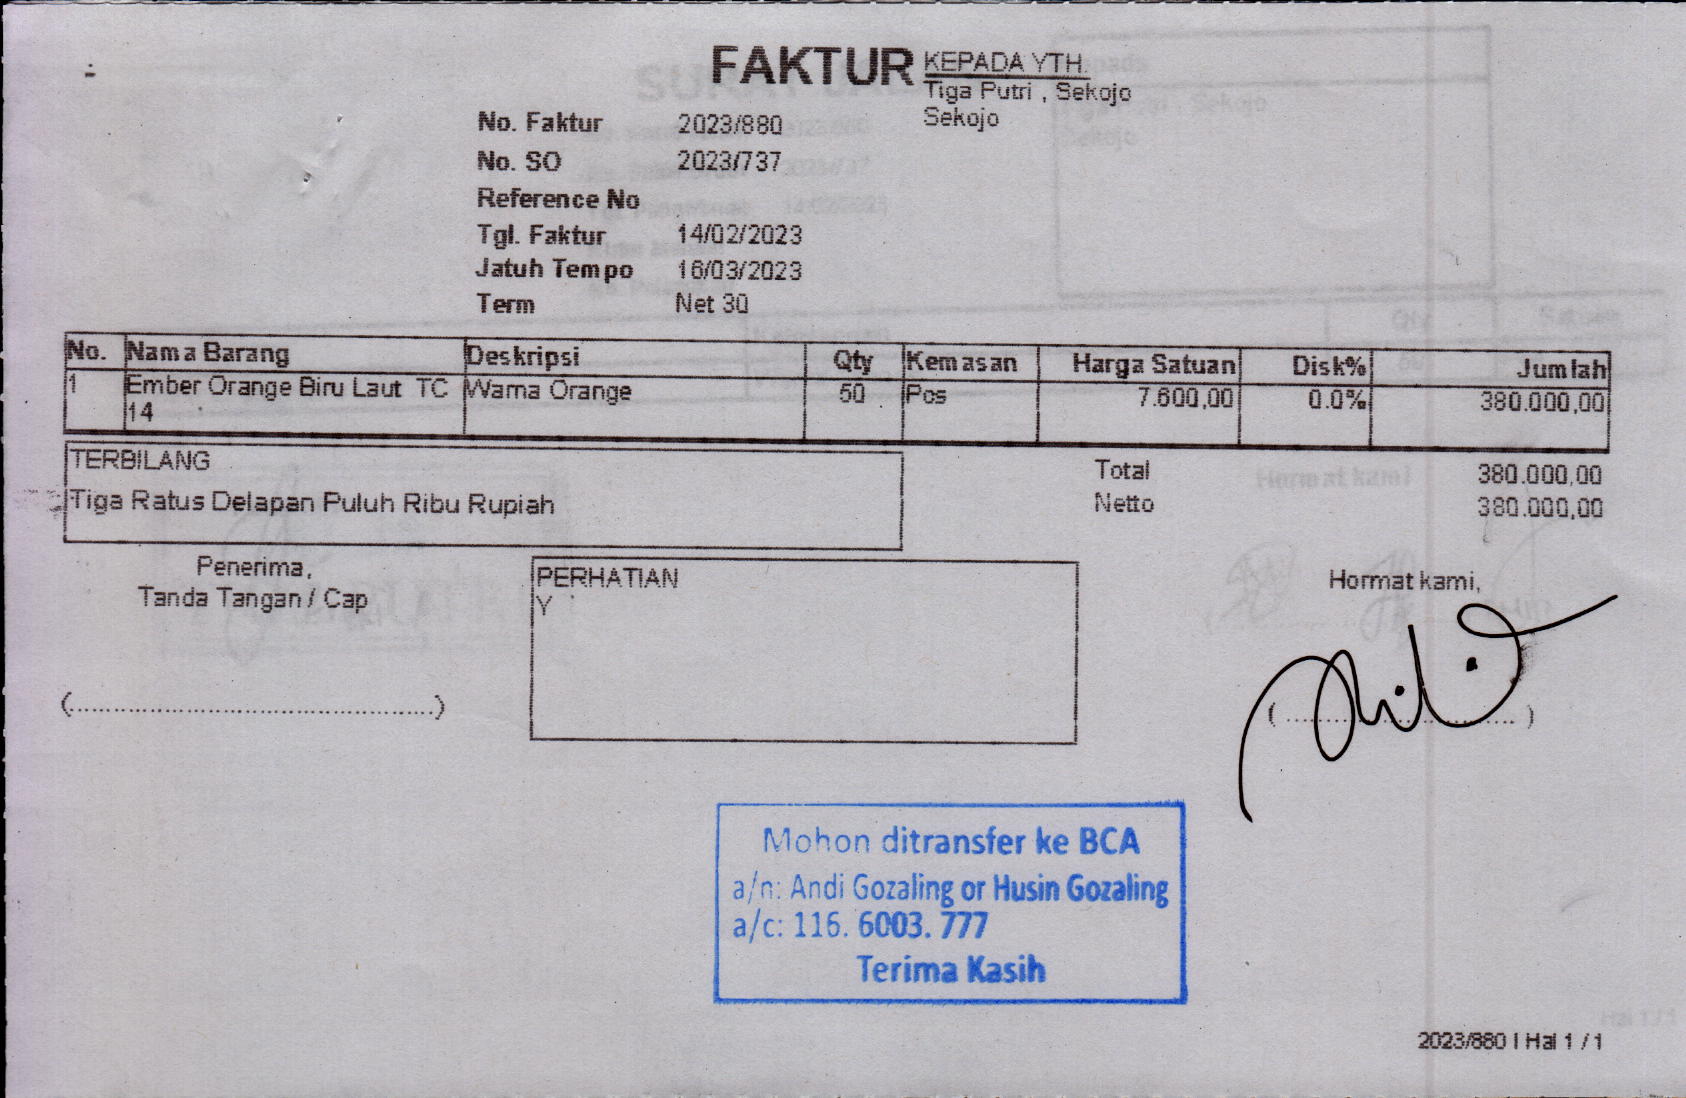 FAKTUR
KEPADA YTH.
Tiga Putri , Sekojo
Sekojo
No. Faktur 2023/880
No. SO 2023/737
Reference No
Tgl. Faktur 14/02/2023
Jatuh Tempo 16/03/2023
Term Net 30
No. Nama Barang Deskripsi Qty Kemasan Harga Satuan Disk% Jumlah
1 Ember Orange Biru Laut TC Warna Orange 50 Pcs 7.600,00 0.0% 380.000,00
14
TERBILANG
Tiga Ratus Delapan Puluh Ribu Rupiah
Total 380.000,00
Netto 380.000,00
Penerima,
Tanda Tangan / Cap
(...............................................)
PERHATIAN
Y
Hormat kami,
(..............................)
Mohon ditransfer ke BCA
a/n: Andi Gozaling or Husin Gozaling
a/c: 116. 6003. 777
Terima Kasih
2023/880 | Hal 1 / 1